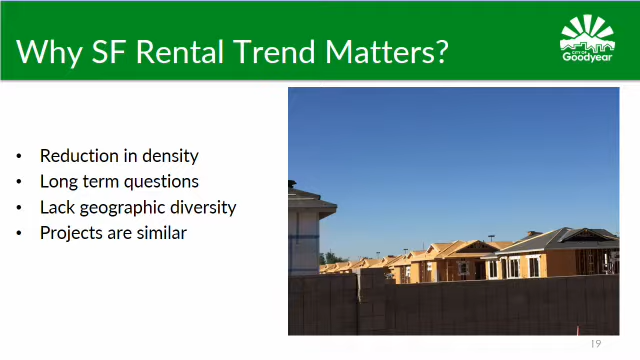 Why SF Rental Trend Matters?
CITY OF
Goodyear
• Reduction in density
• Long term questions
• Lack geographic diversity
• Projects are similar
19